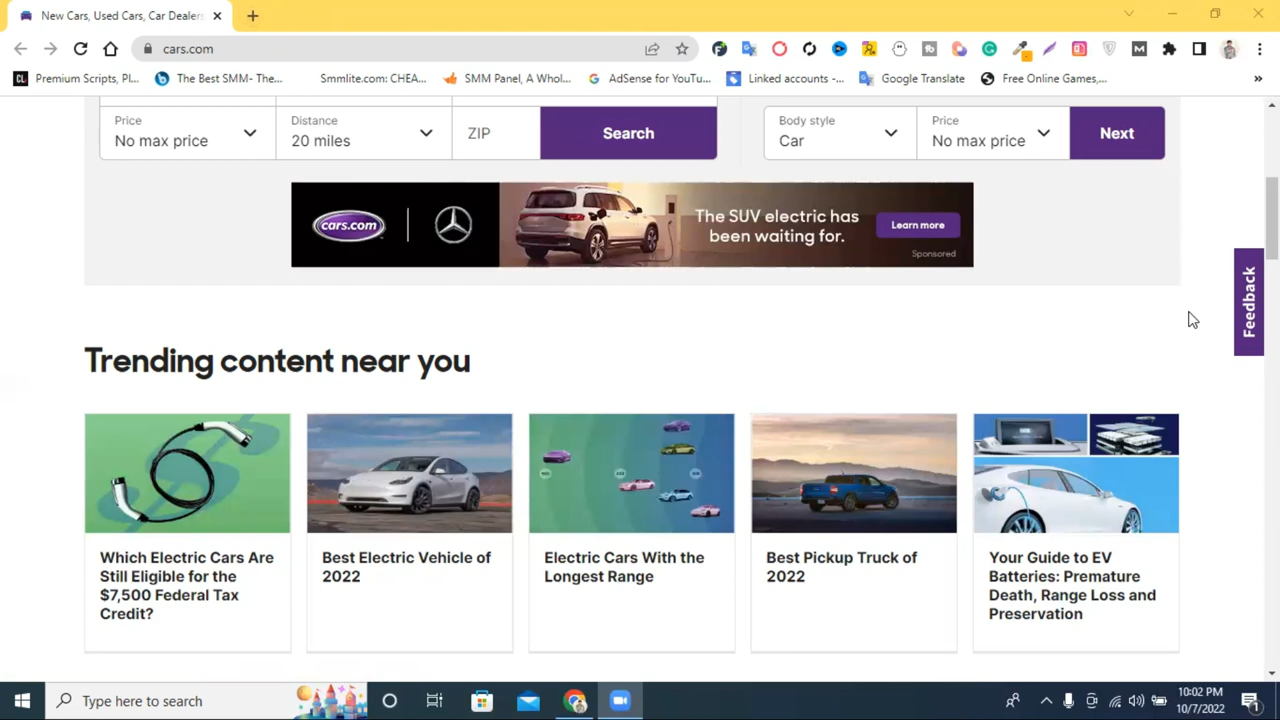 New Cars, Used Cars, Car Dealers
cars.com
Premium Scripts, Pl...
The Best SMM- The...
Smmlite.com: CHEA...
SMM Panel, A Whol...
AdSense for YouTu...
Linked accounts -...
Google Translate
Free Online Games,...
Price
No max price
Distance
20 miles
ZIP
Search
Body style
Car
Price
No max price
Next
cars.com
The SUV electric has
been waiting for.
Learn more
Sponsored
Feedback
Trending content near you
Which Electric Cars Are
Still Eligible for the
$7,500 Federal Tax
Credit?
Best Electric Vehicle of
2022
Electric Cars With the
Longest Range
Best Pickup Truck of
2022
Your Guide to EV
Batteries: Premature
Death, Range Loss and
Preservation
Type here to search
10:02 PM
10/7/2022